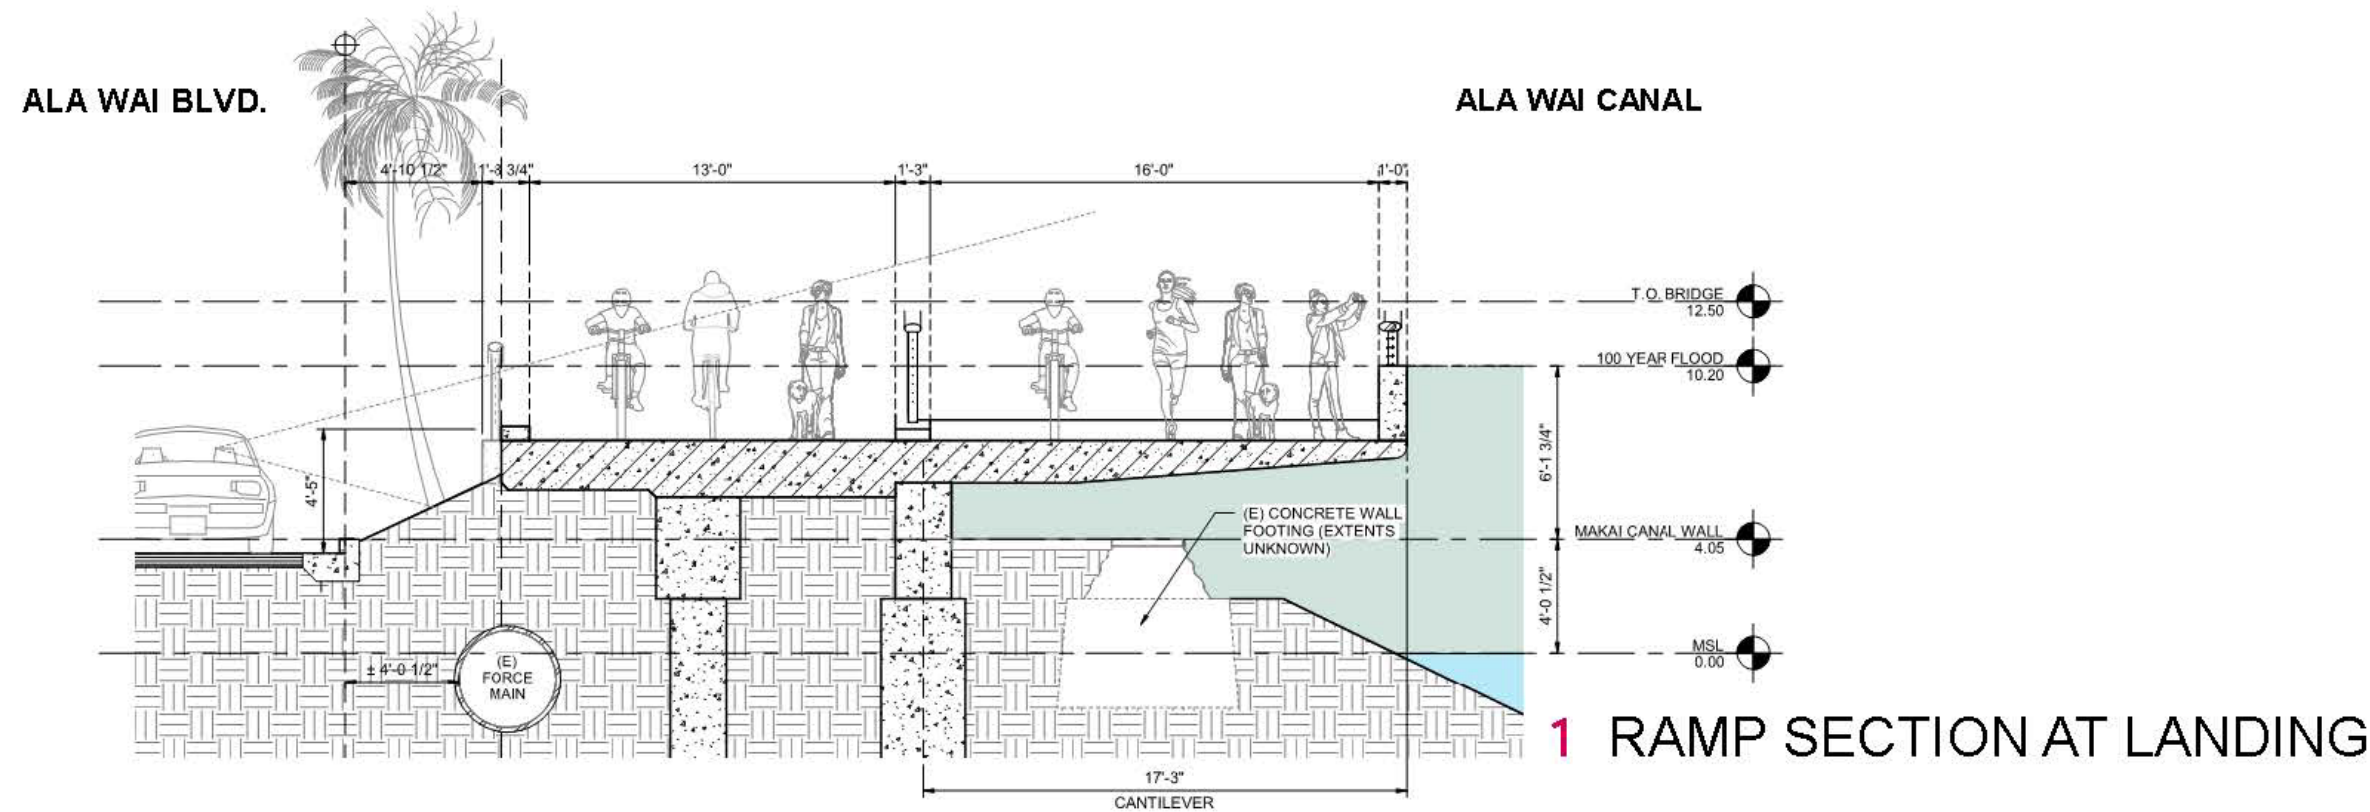 ALA WAI BLVD.
ALA WAI CANAL
4'-10 1/2"
1'-8 3/4"
13'-0"
1'-3"
16'-0"
1'-0"
T.O. BRIDGE
12.50
100 YEAR FLOOD
10.20
4'-5"
6'-1 3/4"
(E) CONCRETE WALL
FOOTING (EXTENTS
UNKNOWN)
MAKAI CANAL WALL
4.05
4'-0 1/2"
MSL
0.00
± 4'-0 1/2"
(E)
FORCE
MAIN
1 RAMP SECTION AT LANDING
17'-3"
CANTILEVER